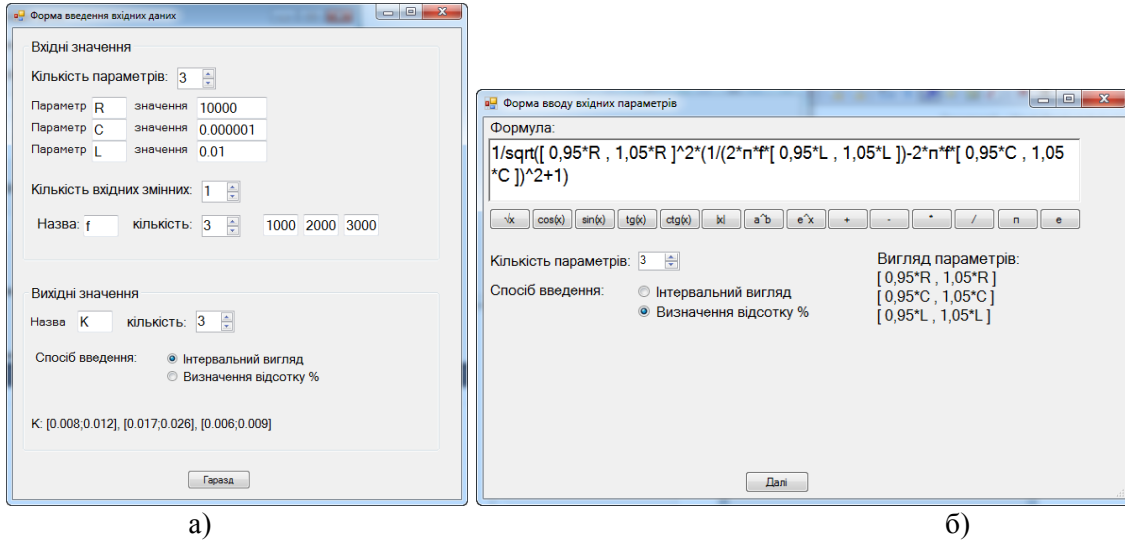 Форма введення вхідних даних
Вхідні значення
Кількість параметрів: 3
Параметр R значення 10000
Параметр C значення 0.000001
Параметр L значення 0.01
Кількість вхідних змінних: 1
Назва: f кількість: 3 1000 2000 3000
Вихідні значення
Назва K кількість: 3
Спосіб введення: Інтервальний вигляд
Визначення відсотку %
K: [0.008;0.012], [0.017;0.026], [0.006;0.009]
Гаразд
а)
Форма вводу вхідних параметрів
Формула:
1/sqrt([ 0,95*R , 1,05*R ]^2*(1/(2*п*f*[ 0,95*L , 1,05*L ])-2*п*f*[ 0,95*C , 1,05
*C ])^2+1)
√x cos(x) sin(x) tg(x) ctg(x) |x| a^b e^x + - * / п e
Кількість параметрів: 3
Вигляд параметрів:
[ 0,95*R , 1,05*R ]
[ 0,95*C , 1,05*C ]
[ 0,95*L , 1,05*L ]
Спосіб введення: Інтервальний вигляд
Визначення відсотку %
Далі
б)